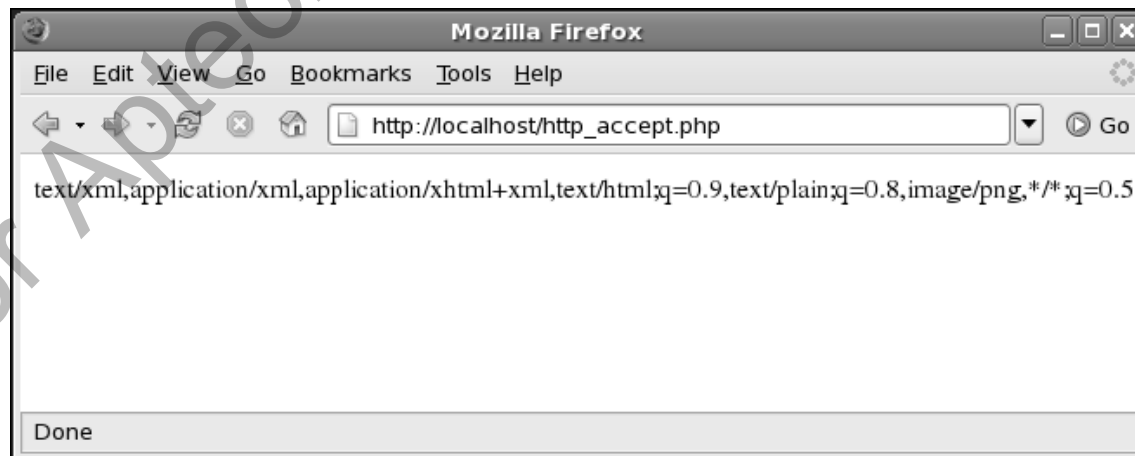 Mozilla Firefox
File Edit View Go Bookmarks Tools Help
http://localhost/http_accept.php
Go
text/xml,application/xml,application/xhtml+xml,text/html;q=0.9,text/plain;q=0.8,image/png,*/*;q=0.5
Done